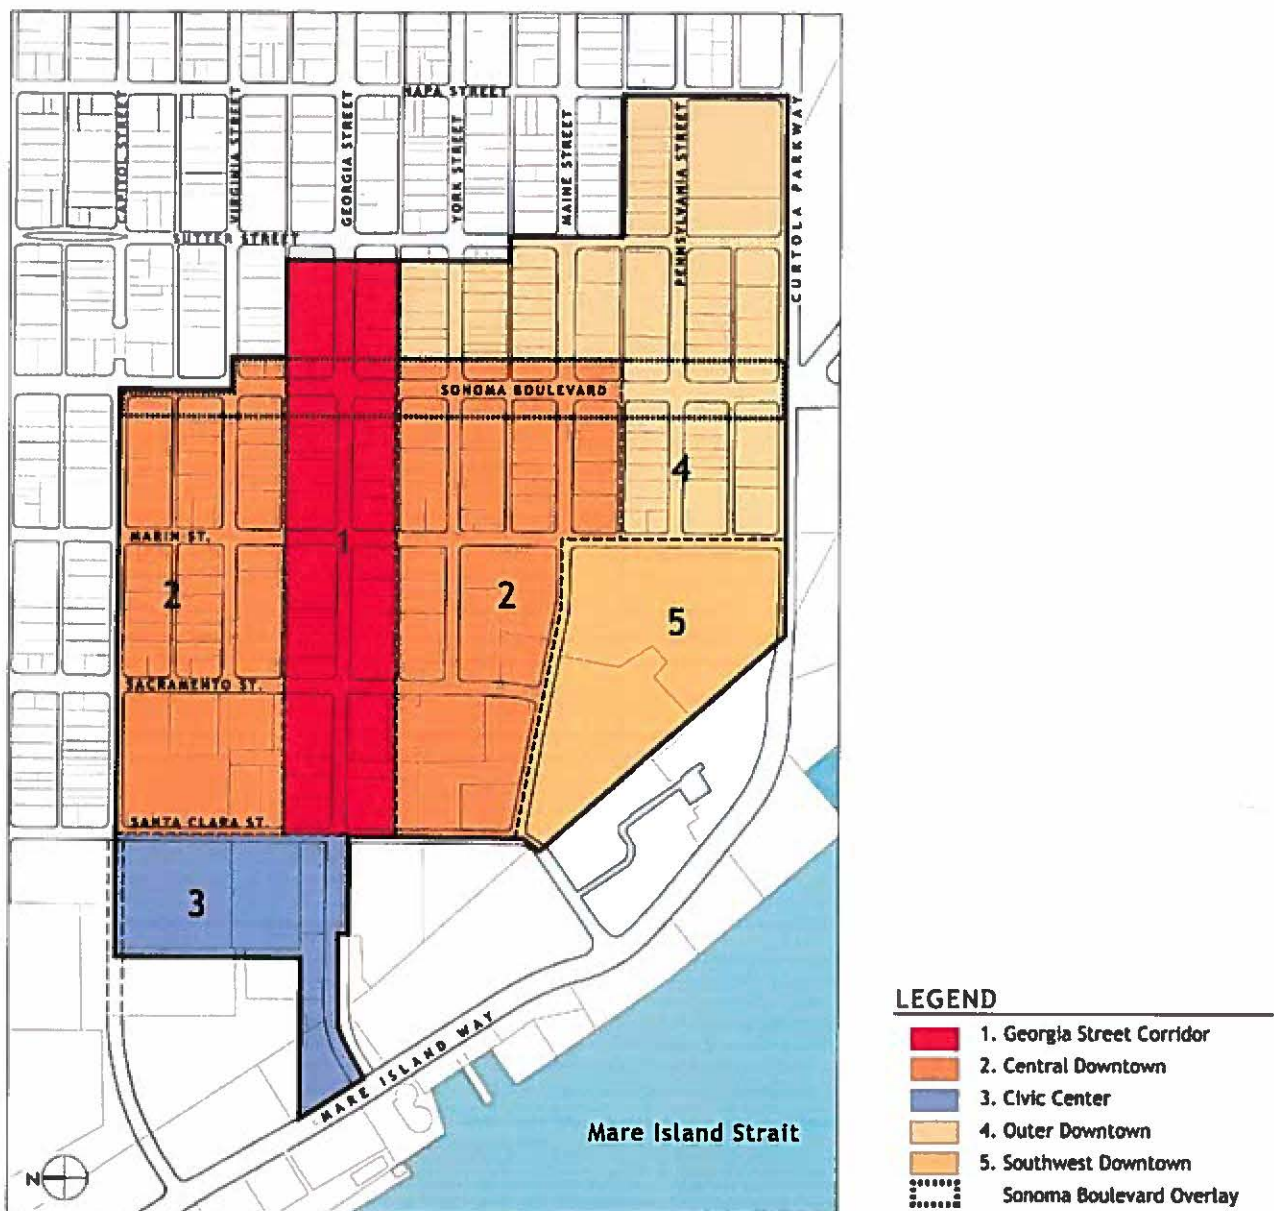 NAPA STREET
CAPITOL STREET
VIRGINIA STREET
GEORGIA STREET
YORK STREET
MAINE STREET
PENNSYLVANIA STREET
CURTOLA PARKWAY
SUTTER STREET
SONOMA BOULEVARD
4
MARIN ST.
1
2
2
5
SACRAMENTO ST.
SANTA CLARA ST.
3
MARE ISLAND WAY
Mare Island Strait
N
LEGEND
1. Georgia Street Corridor
2. Central Downtown
3. Civic Center
4. Outer Downtown
5. Southwest Downtown
Sonoma Boulevard Overlay